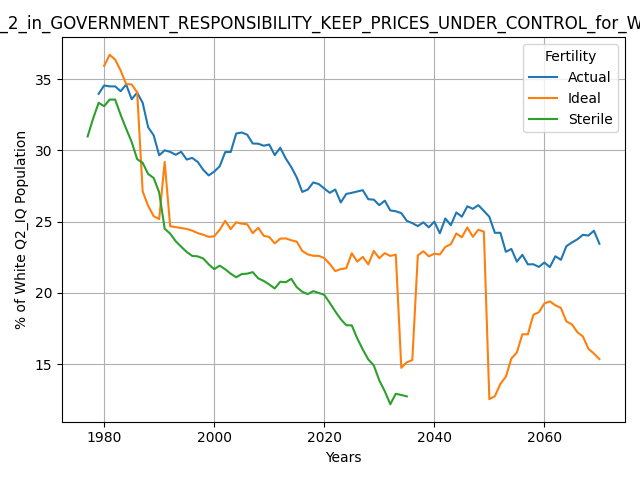 _2_in_GOVERNMENT_RESPONSIBILITY_KEEP_PRICES_UNDER_CONTROL_for_W
Fertility
Actual
Ideal
Sterile
% of White Q2_IQ Population
35
30
25
20
15
1980 2000 2020 2040 2060
Years